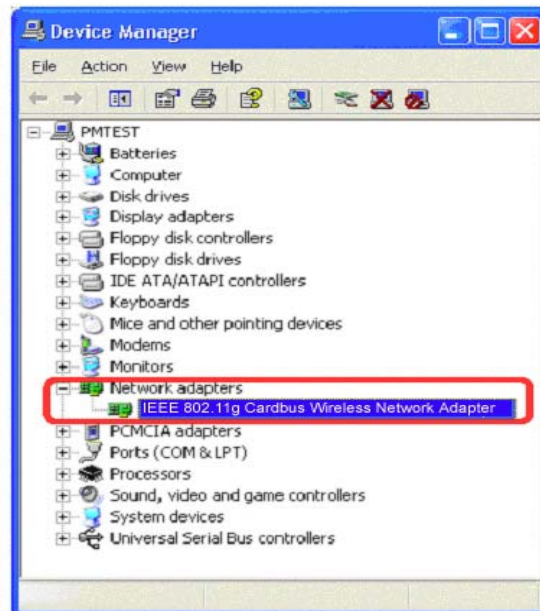 Device Manager
File Action View Help
PMTEST
Batteries
Computer
Disk drives
Display adapters
Floppy disk controllers
Floppy disk drives
IDE ATA/ATAPI controllers
Keyboards
Mice and other pointing devices
Modems
Monitors
Network adapters
IEEE 802.11g Cardbus Wireless Network Adapter
PCMCIA adapters
Ports (COM & LPT)
Processors
Sound, video and game controllers
System devices
Universal Serial Bus controllers